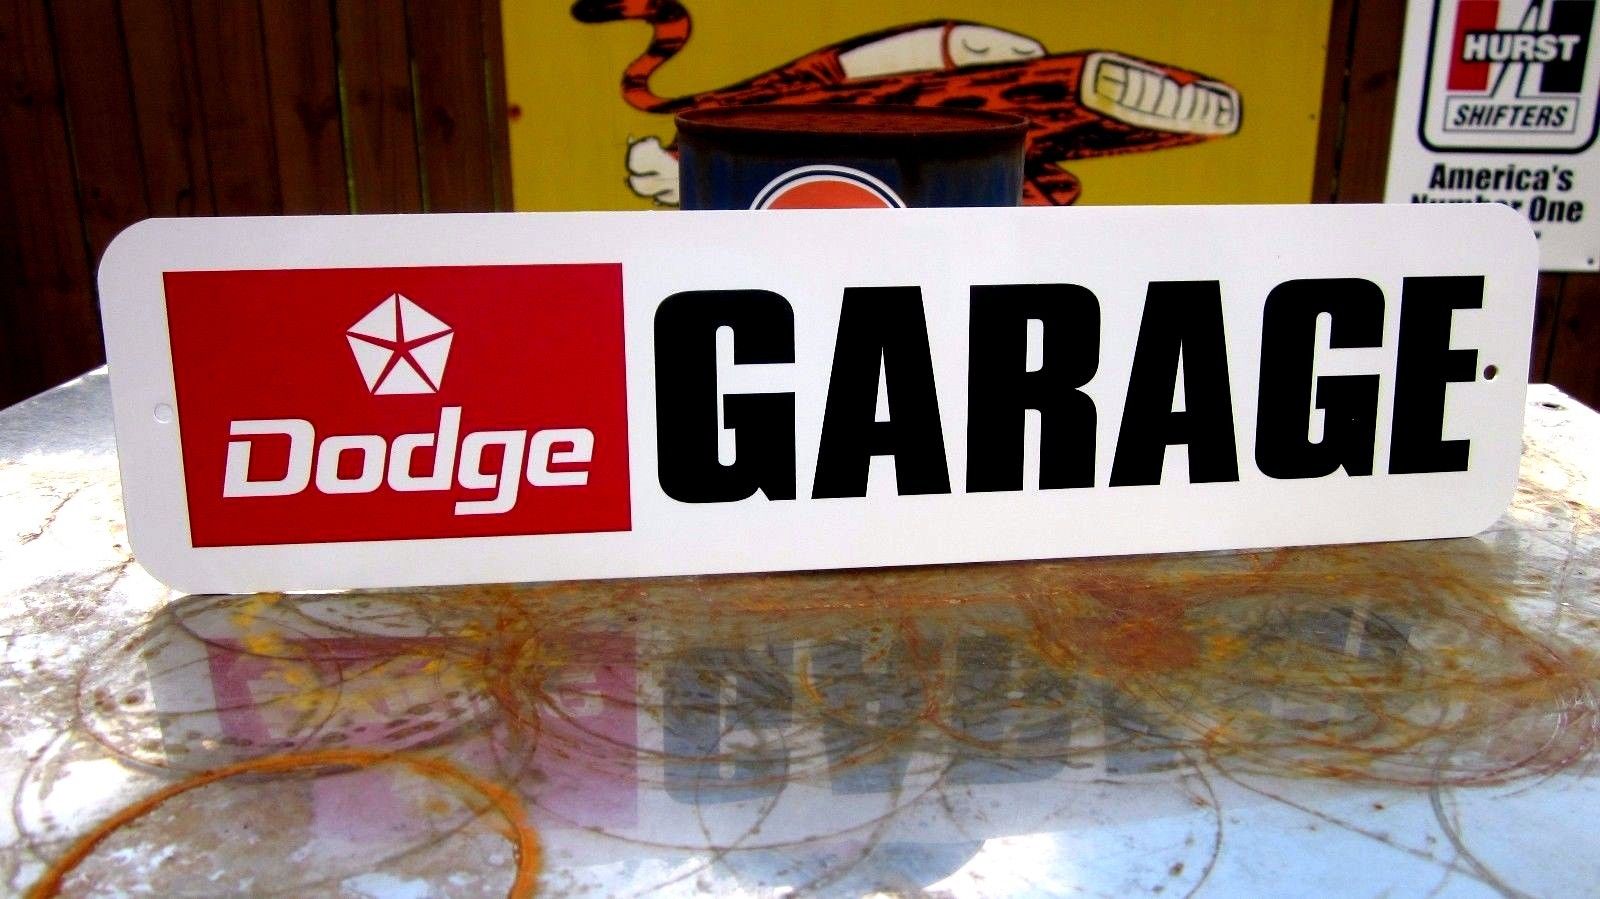 HURST
SHIFTERS
America's
Number One
Dodge
GARAGE